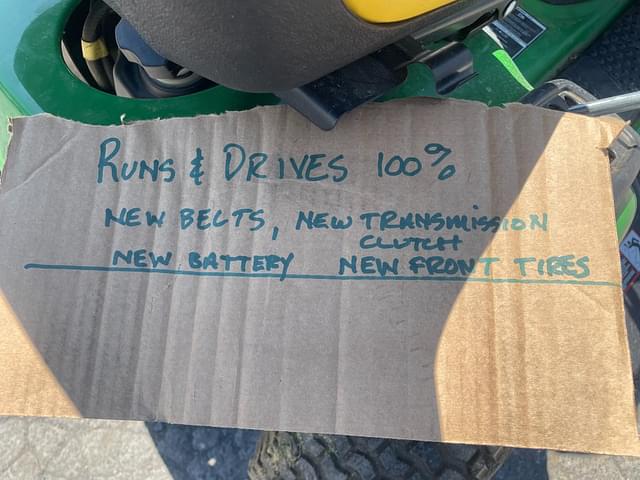 RUNS & DRIVES 100%
NEW BELTS, NEW TRANSMISSION
CLUTCH
NEW BATTERY NEW FRONT TIRES